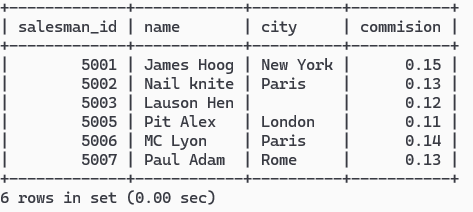 +-------------+------------+----------+-----------+
| salesman_id | name       | city     | commision |
+-------------+------------+----------+-----------+
|        5001 | James Hoog | New York |      0.15 |
|        5002 | Nail knite | Paris    |      0.13 |
|        5003 | Lauson Hen |          |      0.12 |
|        5005 | Pit Alex   | London   |      0.11 |
|        5006 | MC Lyon    | Paris    |      0.14 |
|        5007 | Paul Adam  | Rome     |      0.13 |
+-------------+------------+----------+-----------+
6 rows in set (0.00 sec)